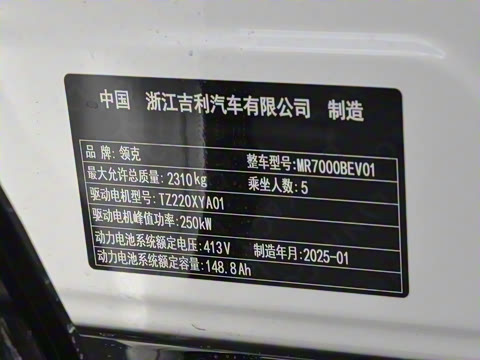 中国 浙江吉利汽车有限公司 制造
品牌:领克 整车型号:MR7000BEV01
最大允许总质量:2310kg 乘坐人数:5
驱动电机型号:TZ220XYA01
驱动电机峰值功率:250kW
动力电池系统额定电压:413V 制造年月:2025-01
动力电池系统额定容量:148.8Ah